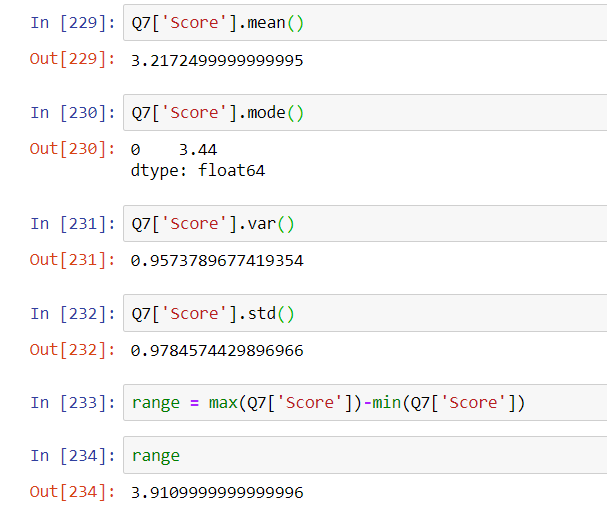 In [229]: Q7['Score'].mean()
Out[229]: 3.2172499999999995
In [230]: Q7['Score'].mode()
Out[230]: 0    3.44
dtype: float64
In [231]: Q7['Score'].var()
Out[231]: 0.9573789677419354
In [232]: Q7['Score'].std()
Out[232]: 0.9784574429896966
In [233]: range = max(Q7['Score'])-min(Q7['Score'])
In [234]: range
Out[234]: 3.9109999999999996